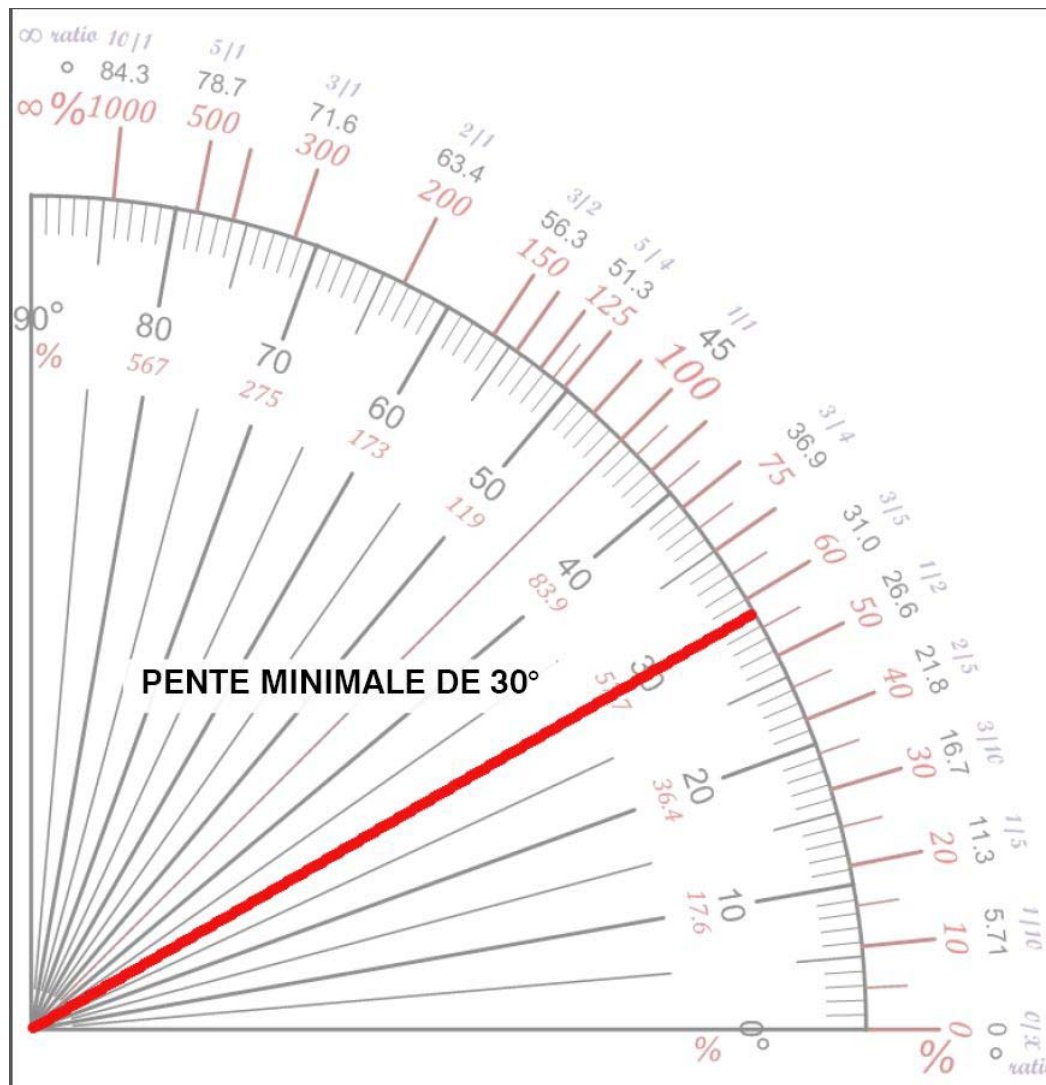 ∞ ratio 10/1 5/1 3/1 2/1 3/2 5/4 1/1 3/4 3/5 1/2 2/5 3/10 1/5 1/10 0/x
° 84.3 78.7 71.6 63.4 56.3 51.3 45 36.9 31.0 26.6 21.8 16.7 11.3 5.71 0 °
∞ % 1000 500 300 200 150 125 100 75 60 50 40 30 20 10 0 %
90° 80 70 60 50 40 30 20 10 0°
% 567 275 173 119 83.9 36.4 17.6 %
PENTE MINIMALE DE 30°